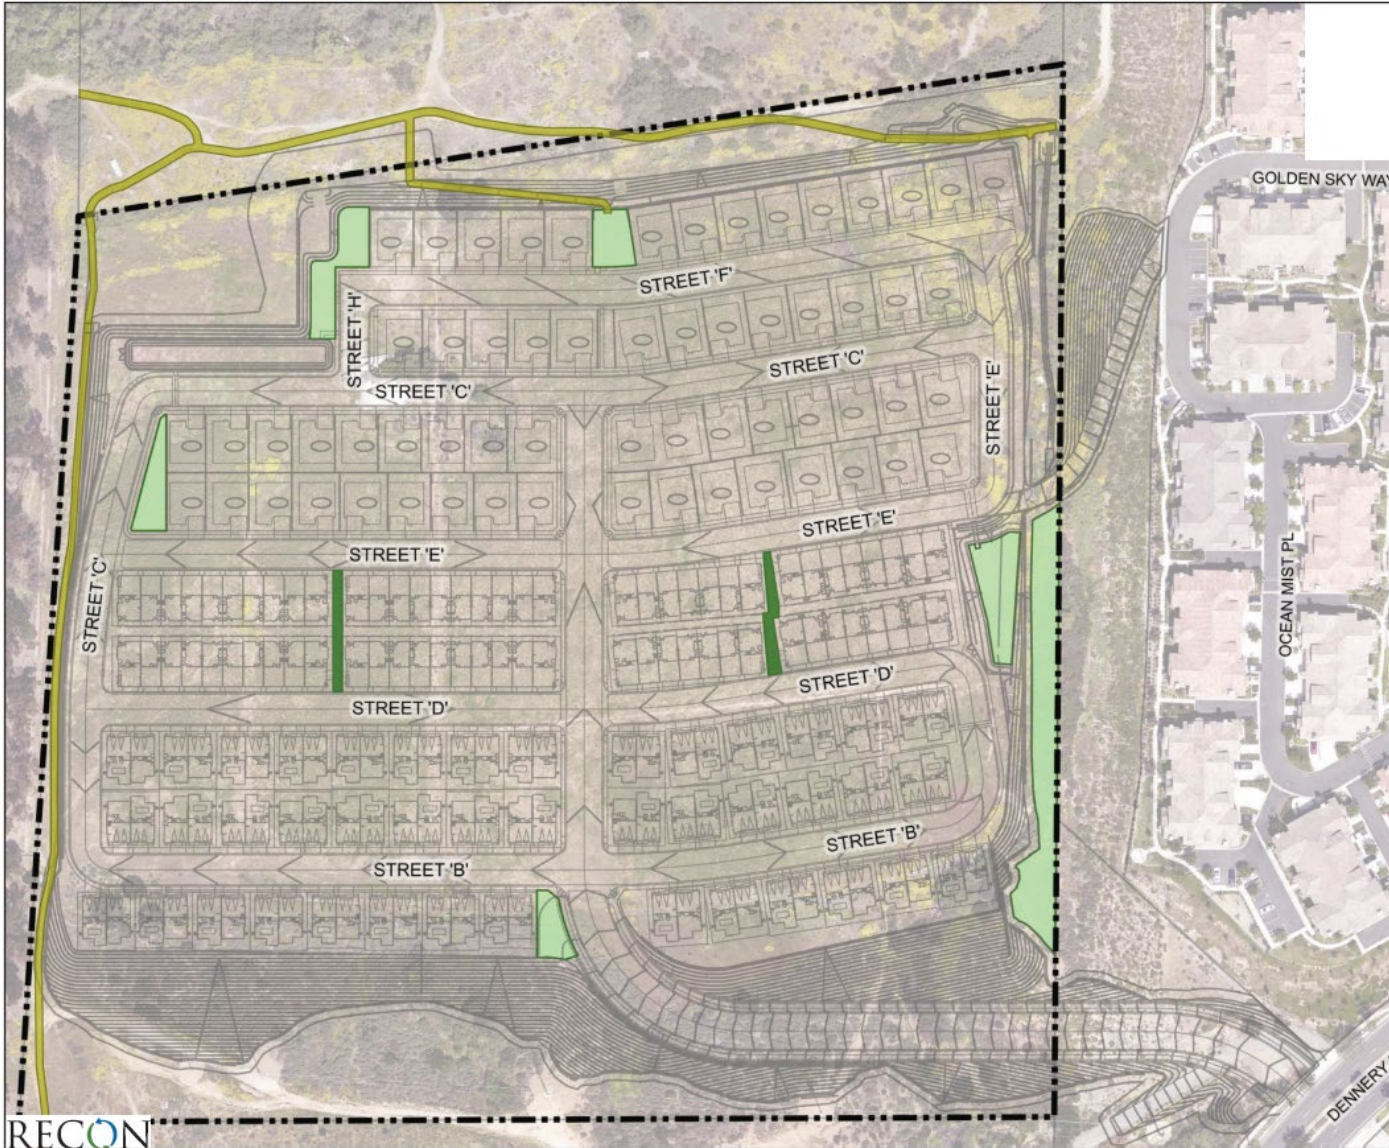 GOLDEN SKY WAY
STREET 'F'
STREET 'H'
STREET 'C'
STREET 'C'
STREET 'E'
STREET 'E'
STREET 'E'
OCEAN MIST PL
STREET 'C'
STREET 'D'
STREET 'D'
STREET 'B'
STREET 'B'
DENNERY
RECON